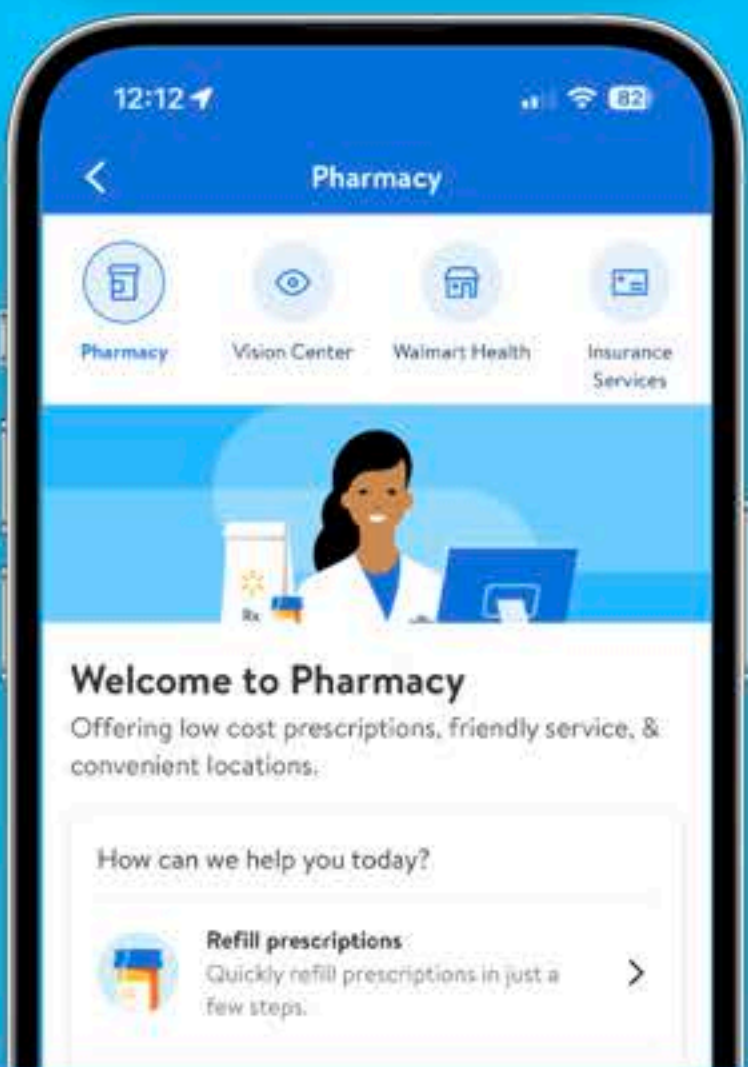 12:12
82
Pharmacy
Pharmacy
Vision Center
Walmart Health
Insurance
Services
Rx
Welcome to Pharmacy
Offering low cost prescriptions, friendly service, &
convenient locations.
How can we help you today?
Refill prescriptions
Quickly refill prescriptions in just a
few steps.